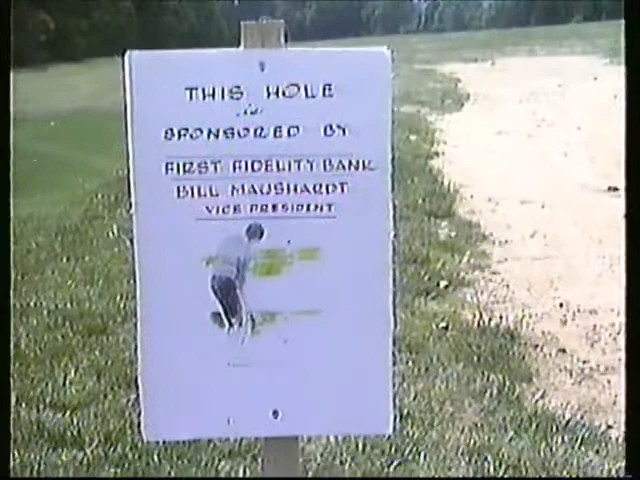 THIS HOLE
is
SPONSORED BY
FIRST FIDELITY BANK
BILL MAUSHARDT
VICE PRESIDENT